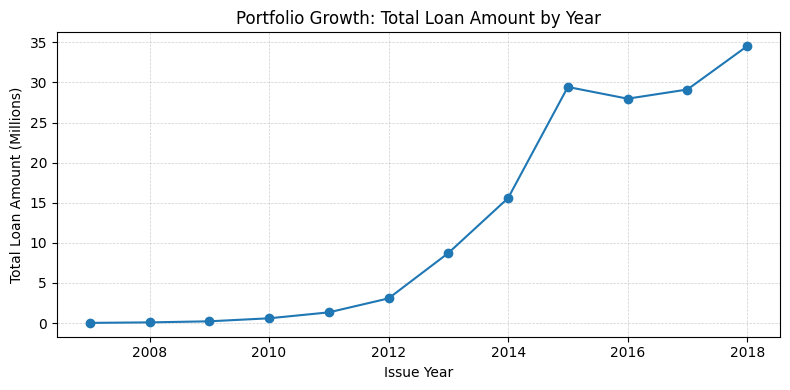 Portfolio Growth: Total Loan Amount by Year
Total Loan Amount (Millions)
35
30
25
20
15
10
5
0
2008 2010 2012 2014 2016 2018
Issue Year